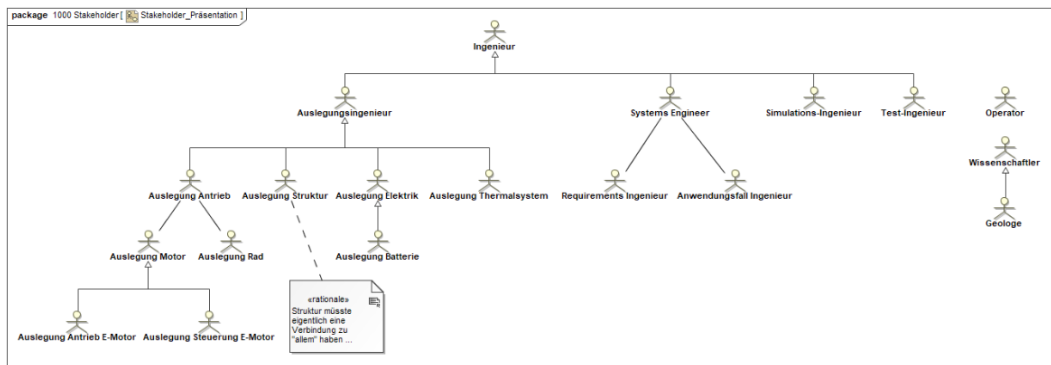 package 1000 Stakeholder [ Stakeholder_Präsentation ]
Ingenieur
Auslegungsingenieur
Systems Engineer
Simulations-Ingenieur
Test-Ingenieur
Operator
Wissenschaftler
Auslegung Antrieb
Auslegung Struktur
Auslegung Elektrik
Auslegung Thermalsystem
Requirements Ingenieur
Anwendungsfall Ingenieur
Geologe
Auslegung Motor
Auslegung Rad
Auslegung Batterie
«rationale»
Struktur müsste
eigentlich eine
Verbindung zu
"allem" haben ...
Auslegung Antrieb E-Motor
Auslegung Steuerung E-Motor